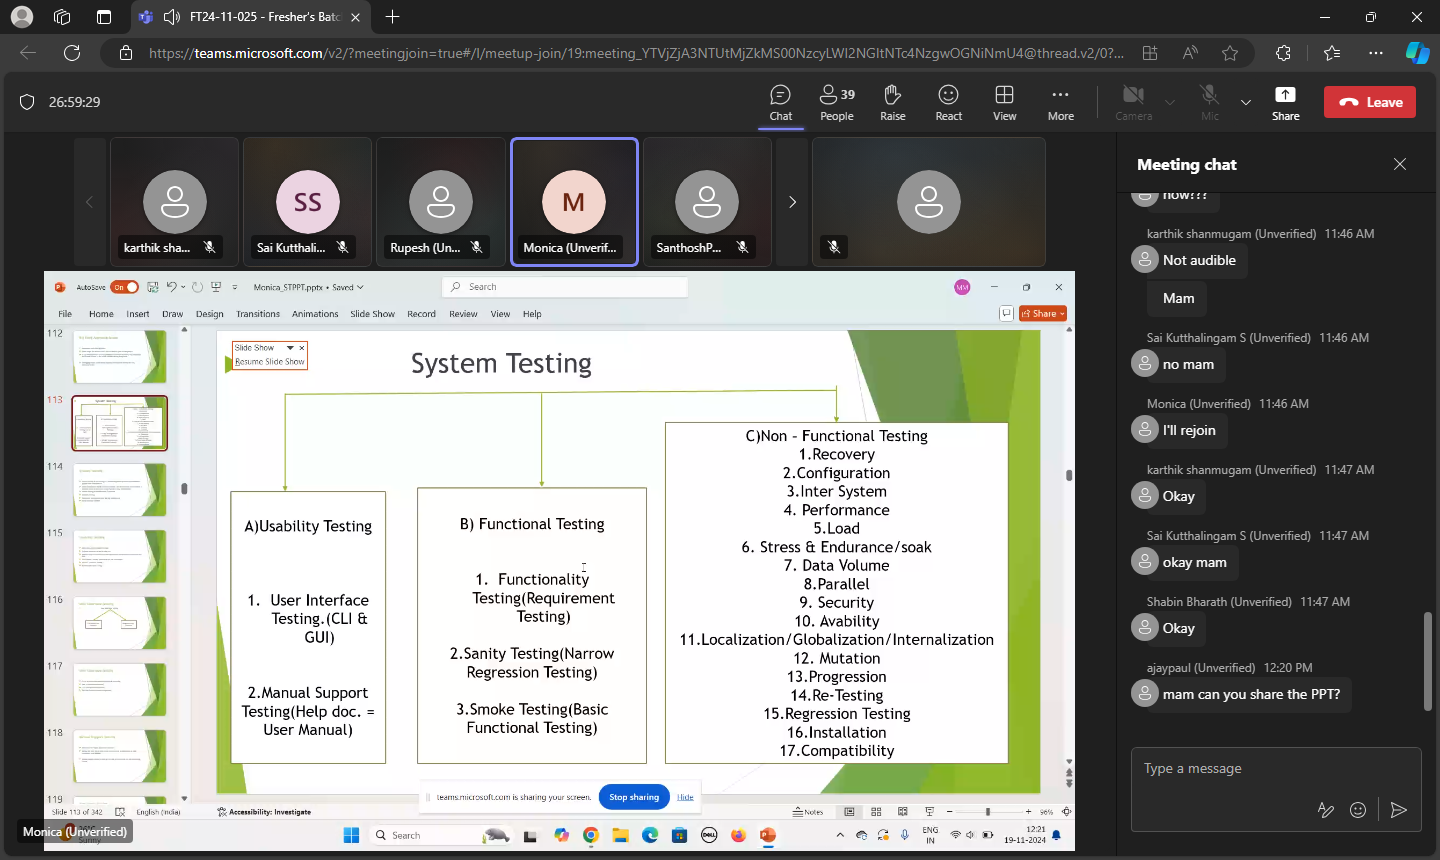 FT24-11-025 - Fresher's Batc
https://teams.microsoft.com/v2/?meetingjoin=true#/l/meetup-join/19:meeting_YTVjZjA3NTUtMjZkMS00NzcyLWI2NGItNTc4NzgwOGNiNmU4@thread.v2/0?...
26:59:29
Chat
39
People
Raise
React
View
More
Camera
Mic
Share
Leave
karthik sha...
SS
Sai Kutthali...
Rupesh (Un...
M
Monica (Unverif...
SanthoshP...
AutoSave On
Monica_STPPT.pptx • Saved
Search
MM
File Home Insert Draw Design Transitions Animations Slide Show Record Review View Help
Share
112
113
114
115
116
117
118
119
Slide Show
Resume Slide Show
System Testing
A)Usability Testing
1. User Interface
Testing.(CLI &
GUI)
2.Manual Support
Testing(Help doc. =
User Manual)
B) Functional Testing
1. Functionality
Testing(Requirement
Testing)
2.Sanity Testing(Narrow
Regression Testing)
3.Smoke Testing(Basic
Functional Testing)
C)Non - Functional Testing
1.Recovery
2.Configuration
3.Inter System
4. Performance
5.Load
6. Stress & Endurance/soak
7. Data Volume
8.Parallel
9. Security
10. Avability
11.Localization/Globalization/Internalization
12. Mutation
13.Progression
14.Re-Testing
15.Regression Testing
16.Installation
17.Compatibility
teams.microsoft.com is sharing your screen.
Stop sharing
Hide
Slide 113 of 342
English (India)
Accessibility: Investigate
Notes
96%
Monica (Unverified)
Sunny
Search
DELL
ENG
IN
12:21
19-11-2024
Meeting chat
now???
karthik shanmugam (Unverified) 11:46 AM
Not audible
Mam
Sai Kutthalingam S (Unverified) 11:46 AM
no mam
Monica (Unverified) 11:46 AM
I'll rejoin
karthik shanmugam (Unverified) 11:47 AM
Okay
Sai Kutthalingam S (Unverified) 11:47 AM
okay mam
Shabin Bharath (Unverified) 11:47 AM
Okay
ajaypaul (Unverified) 12:20 PM
mam can you share the PPT?
Type a message